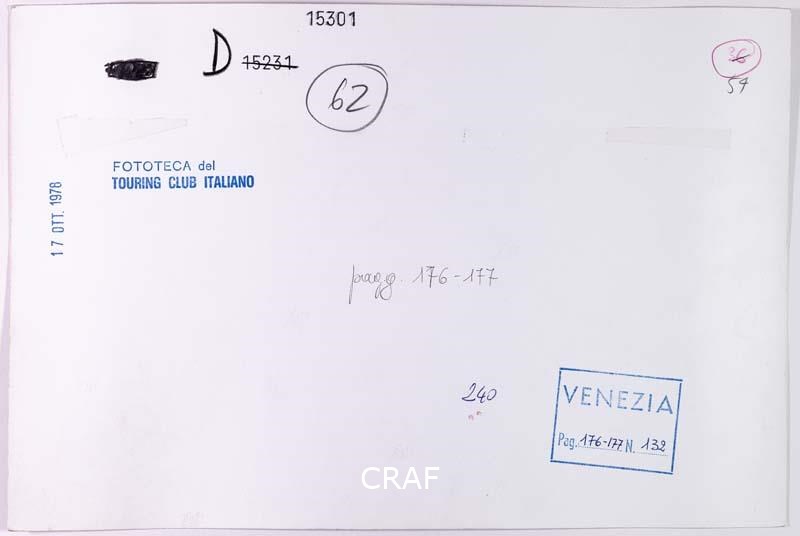 15301
D 15231
62
36
54
FOTOTECA del
TOURING CLUB ITALIANO
17 OTT. 1978
pagg. 176-177
240
VENEZIA
Pag. 176-177 N. 132
CRAF